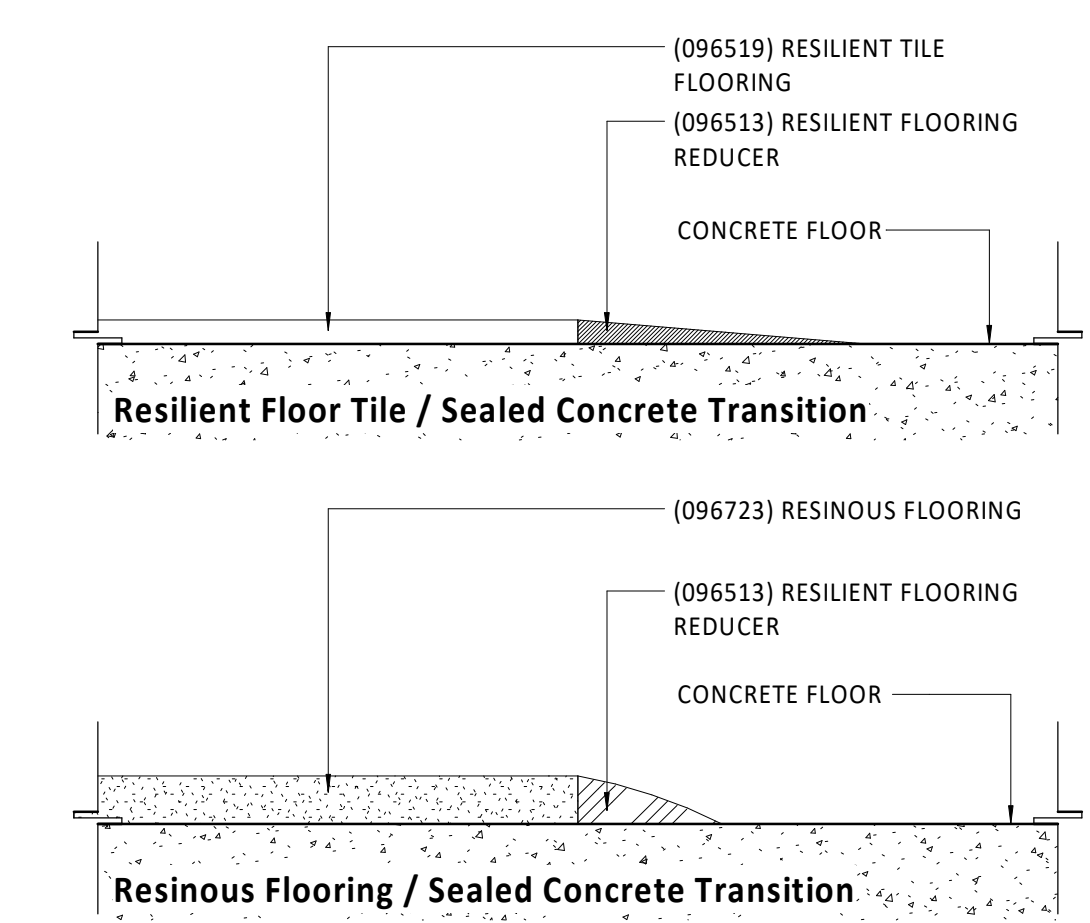 (096519) RESILIENT TILE
FLOORING
(096513) RESILIENT FLOORING
REDUCER
CONCRETE FLOOR
Resilient Floor Tile / Sealed Concrete Transition
(096723) RESINOUS FLOORING
(096513) RESILIENT FLOORING
REDUCER
CONCRETE FLOOR
Resinous Flooring / Sealed Concrete Transition